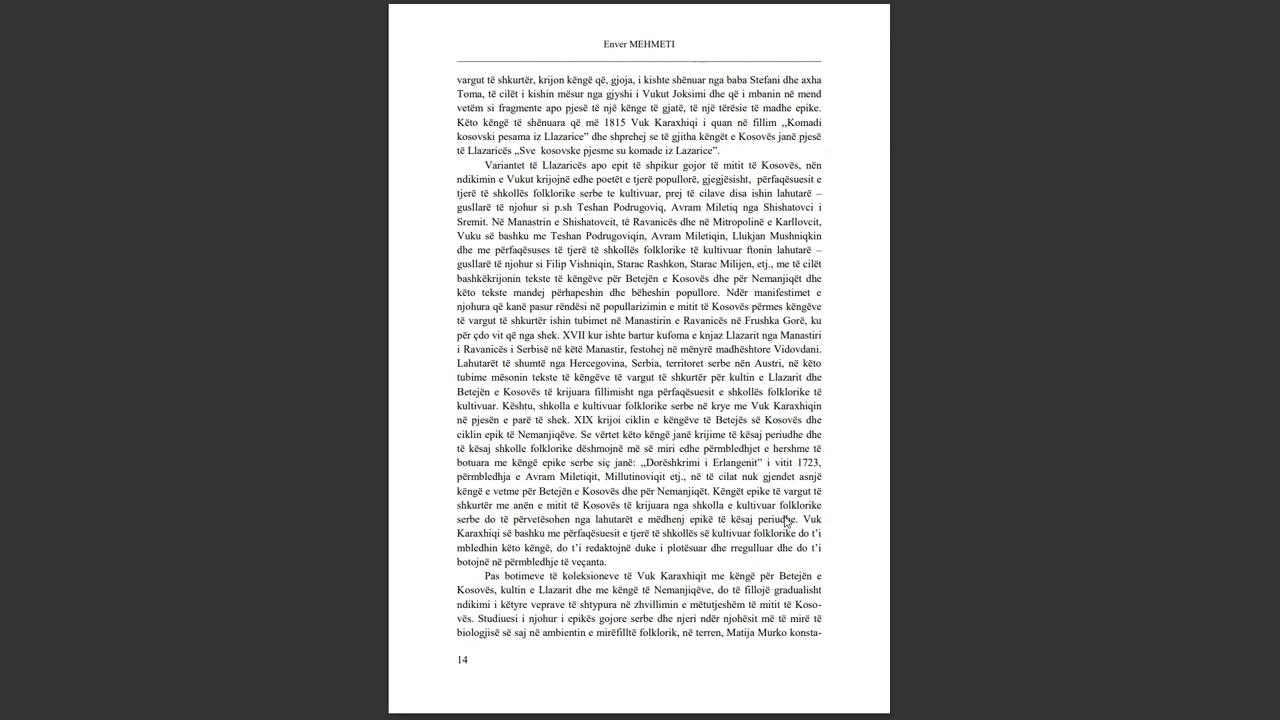 Enver MEHMETI
vargut të shkurtër, krijon këngë që, gjoja, i kishte shënuar nga baba Stefani dhe axha
Toma, të cilët i kishin mësur nga gjyshi i Vukut Joksimi dhe që i mbanin në mend
vetëm si fragmente apo pjesë të një kënge të gjatë, të një tërësie të madhe epike.
Këto këngë të shënuara që më 1815 Vuk Karaxhiqi i quan në fillim „Komadi
kosovski pesama iz Llazarice” dhe shprehej se të gjitha këngët e Kosovës janë pjesë
të Llazaricës „Sve kosovske pjesme su komade iz Lazarice”.
Variantet të Llazaricës apo epit të shpikur gojor të mitit të Kosovës, nën
ndikimin e Vukut krijojnë edhe poetët e tjerë popullorë, gjegjësisht, përfaqësuesit e
tjerë të shkollës folklorike serbe te kultivuar, prej të cilave disa ishin lahutarë –
gusllarë të njohur si p.sh Teshan Podrugoviq, Avram Miletiq nga Shishatovci i
Sremit. Në Manastrin e Shishatovcit, të Ravanicës dhe në Mitropolinë e Karllovcit,
Vuku së bashku me Teshan Podrugoviqin, Avram Miletiqin, Llukjan Mushniqkin
dhe me përfaqësuses të tjerë të shkollës folklorike të kultivuar ftonin lahutarë –
gusllarë të njohur si Filip Vishniqin, Starac Rashkon, Starac Milijen, etj., me të cilët
bashkëkrijonin tekste të këngëve për Betejën e Kosovës dhe për Nemanjiqët dhe
këto tekste mandej përhapeshin dhe bëheshin popullore. Ndër manifestimet e
njohura që kanë pasur rëndësi në popullarizimin e mitit të Kosovës përmes këngëve
të vargut të shkurtër ishin tubimet në Manastirin e Ravanicës në Frushka Gorë, ku
për çdo vit që nga shek. XVII kur ishte bartur kufoma e knjaz Llazarit nga Manastiri
i Ravanicës i Serbisë në këtë Manastir, festohej në mënyrë madhështore Vidovdani.
Lahutarët të shumtë nga Hercegovina, Serbia, territoret serbe nën Austri, në këto
tubime mësonin tekste të këngëve të vargut të shkurtër për kultin e Llazarit dhe
Betejën e Kosovës të krijuara fillimisht nga përfaqësuesit e shkollës folklorike të
kultivuar. Kështu, shkolla e kultivuar folklorike serbe në krye me Vuk Karaxhiqin
në pjesën e parë të shek. XIX krijoi ciklin e këngëve të Betejës së Kosovës dhe
ciklin epik të Nemanjiqëve. Se vërtet këto këngë janë krijime të kësaj periudhe dhe
të kësaj shkolle folklorike dëshmojnë më së miri edhe përmbledhjet e hershme të
botuara me këngë epike serbe siç janë: „Dorëshkrimi i Erlangenit” i vitit 1723,
përmbledhja e Avram Miletiqit, Millutinoviqit etj., në të cilat nuk gjendet asnjë
këngë e vetme për Betejën e Kosovës dhe për Nemanjiqët. Këngët epike të vargut të
shkurtër me anën e mitit të Kosovës të krijuara nga shkolla e kultivuar folklorike
serbe do të përvetësohen nga lahutarët e mëdhenj epikë të kësaj periudhe. Vuk
Karaxhiqi së bashku me përfaqësuesit e tjerë të shkollës së kultivuar folklorike do t’i
mbledhin këto këngë, do t’i redaktojnë duke i plotësuar dhe rregulluar dhe do t’i
botojnë në përmbledhje të veçanta.
Pas botimeve të koleksioneve të Vuk Karaxhiqit me këngë për Betejën e
Kosovës, kultin e Llazarit dhe me këngë të Nemanjiqëve, do të fillojë gradualisht
ndikimi i këtyre veprave të shtypura në zhvillimin e mëtutjeshëm të mitit të Koso-
vës. Studiuesi i njohur i epikës gojore serbe dhe njeri ndër njohësit më të mirë të
biologjisë së saj në ambientin e mirëfilltë folklorik, në terren, Matija Murko konsta-
14